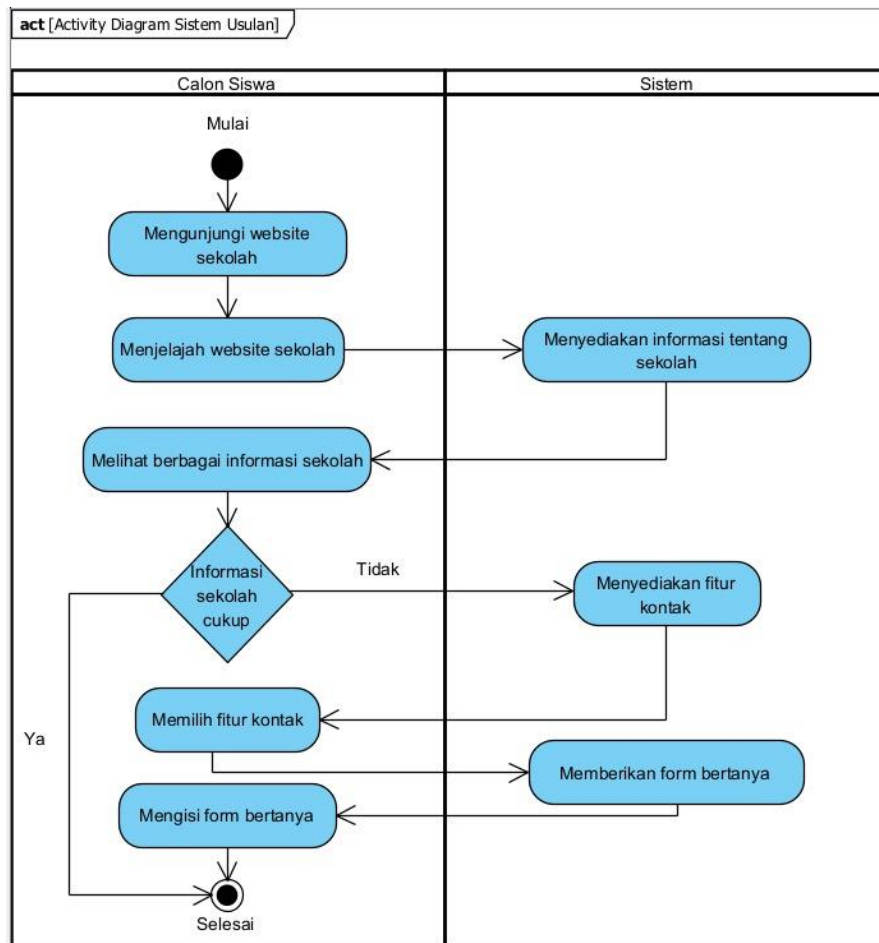 act [Activity Diagram Sistem Usulan]
Calon Siswa
Sistem
Mulai
Mengunjungi website
sekolah
Menjelajah website sekolah
Menyediakan informasi tentang
sekolah
Melihat berbagai informasi sekolah
Informasi
sekolah
cukup
Tidak
Menyediakan fitur
kontak
Memilih fitur kontak
Ya
Memberikan form bertanya
Mengisi form bertanya
Selesai